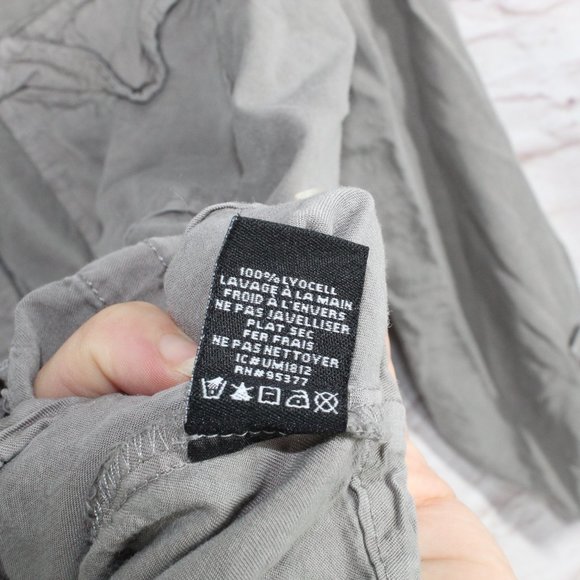 100% LYOCELL
LAVAGE À LA MAIN
FROID À L'ENVERS
NE PAS JAVELLISER
PLAT SEC
FER FRAIS
NE PAS NETTOYER
IC#UM1812
RN#95377